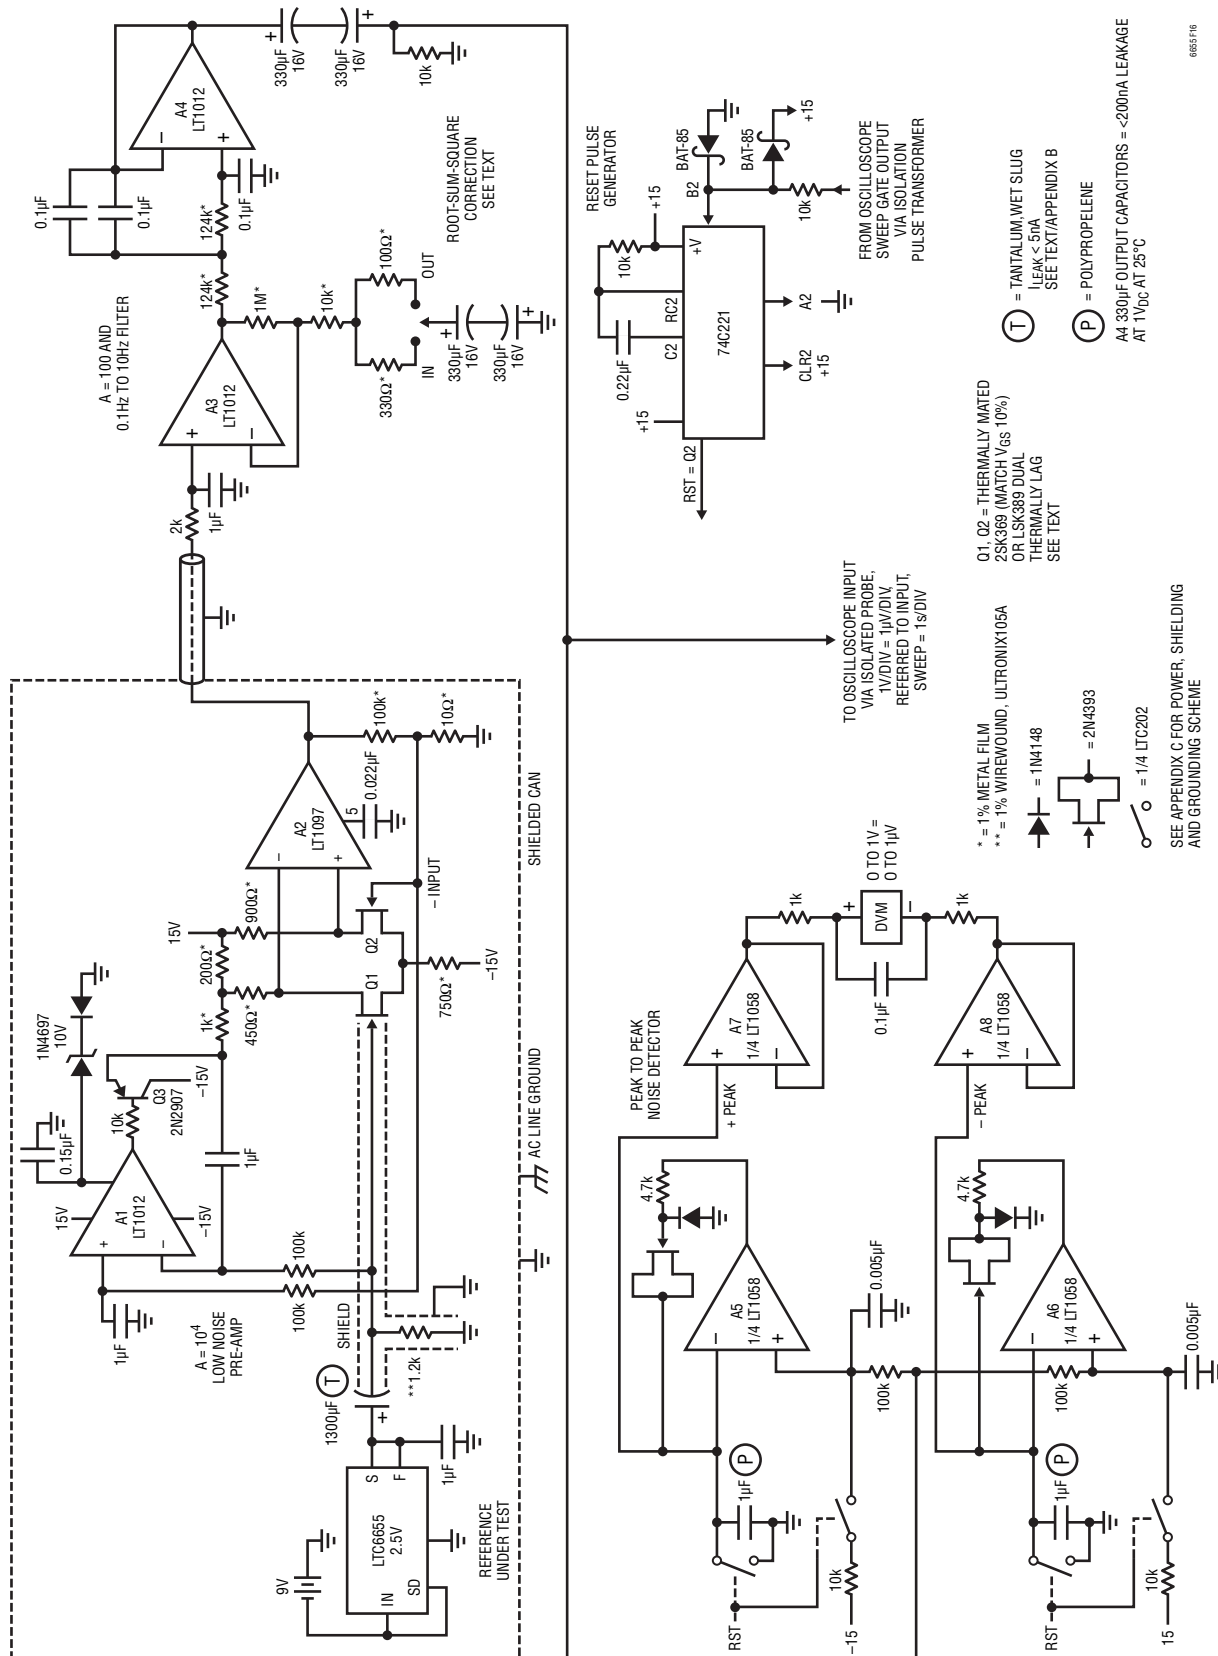 SHIELDED CAN
AC LINE GROUND
9V
IN
SD
LTC6655
2.5V
S
F
REFERENCE
UNDER TEST
1µF
1300µF
T
+
**1.2k
SHIELD
A = 10⁴
LOW NOISE
PRE-AMP
1µF
100k
100k
15V
+
–
A1
LT1012
–15V
0.15µF
1N4697
10V
10k
Q3
2N2907
–15V
1µF
1k*
200Ω*
15V
450Ω*
900Ω*
Q1
Q2
750Ω*
–15V
–
+
A2
LT1097
5
0.022µF
–INPUT
100k*
10Ω*
2k
1µF
A = 100 AND
0.1Hz TO 10Hz FILTER
+
–
A3
LT1012
124k*
1M*
10k*
330Ω*
100Ω*
IN
OUT
+
330µF
16V
330µF
16V
+
ROOT-SUM-SQUARE
CORRECTION
SEE TEXT
124k*
0.1µF
0.1µF
0.1µF
–
+
A4
LT1012
+
330µF
16V
330µF
16V
+
10k
TO OSCILLOSCOPE INPUT
VIA ISOLATED PROBE,
1V/DIV = 1µV/DIV,
REFERRED TO INPUT,
SWEEP = 1s/DIV
RESET PULSE
GENERATOR
RST = Q2
+15
0.22µF
10k
+15
C2
RC2
+V
74C221
CLR2
+15
A2
B2
BAT-85
BAT-85
+15
10k
FROM OSCILLOSCOPE
SWEEP GATE OUTPUT
VIA ISOLATION
PULSE TRANSFORMER
PEAK TO PEAK
NOISE DETECTOR
RST
–15
10k
1µF
P
100k
0.005µF
–
+
A5
1/4 LT1058
4.7k
+ PEAK
+
–
A7
1/4 LT1058
1k
+
DVM
–
0 TO 1V =
0 TO 1µV
0.1µF
1k
RST
15
10k
1µF
P
100k
0.005µF
–
+
A6
1/4 LT1058
4.7k
– PEAK
+
–
A8
1/4 LT1058
* = 1% METAL FILM
** = 1% WIREWOUND, ULTRONIX105A
= 1N4148
= 2N4393
= 1/4 LTC202
SEE APPENDIX C FOR POWER, SHIELDING
AND GROUNDING SCHEME
Q1, Q2 = THERMALLY MATED
2SK369 (MATCH VGS 10%)
OR LSK389 DUAL
THERMALLY LAG
SEE TEXT
T = TANTALUM,WET SLUG
ILEAK < 5nA
SEE TEXT/APPENDIX B
P = POLYPROPELENE
A4 330µF OUTPUT CAPACITORS = <200nA LEAKAGE
AT 1VDC AT 25°C
6655 F16